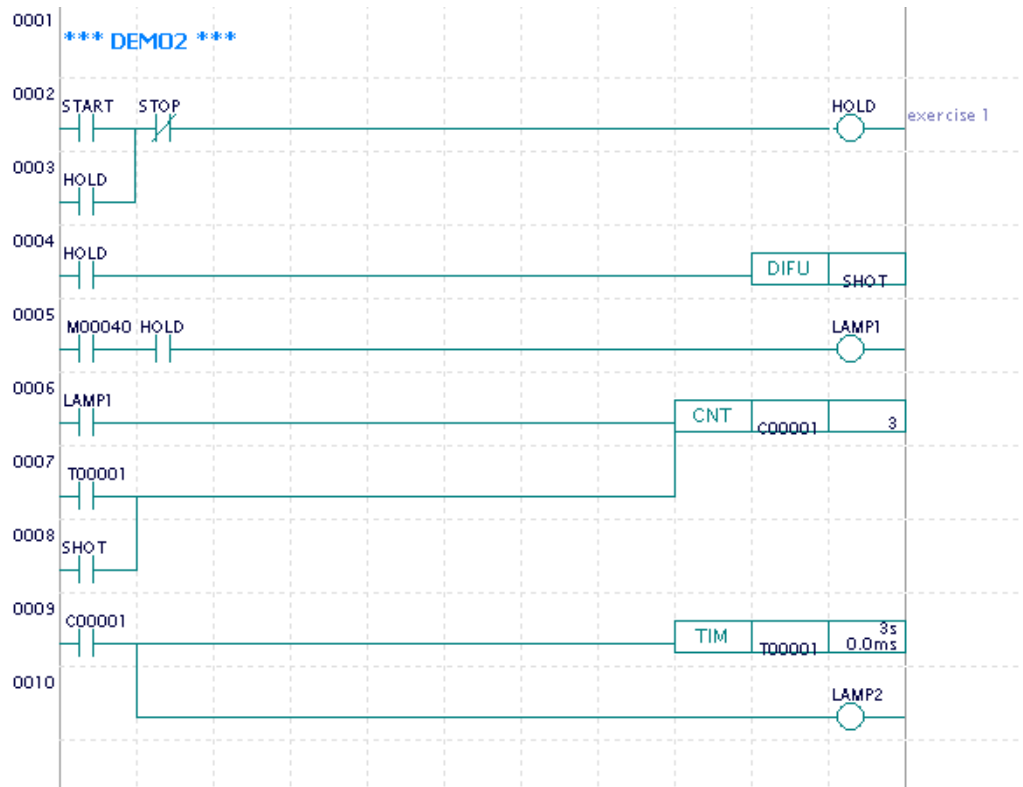 0001
*** DEMO2 ***
0002
START STOP HOLD exercise 1
0003
HOLD
0004
HOLD
DIFU SHOT
0005
M00040 HOLD LAMP1
0006
LAMP1
CNT C00001 3
0007
T00001
0008
SHOT
0009
C00001
TIM T00001 3s
0.0ms
0010
LAMP2